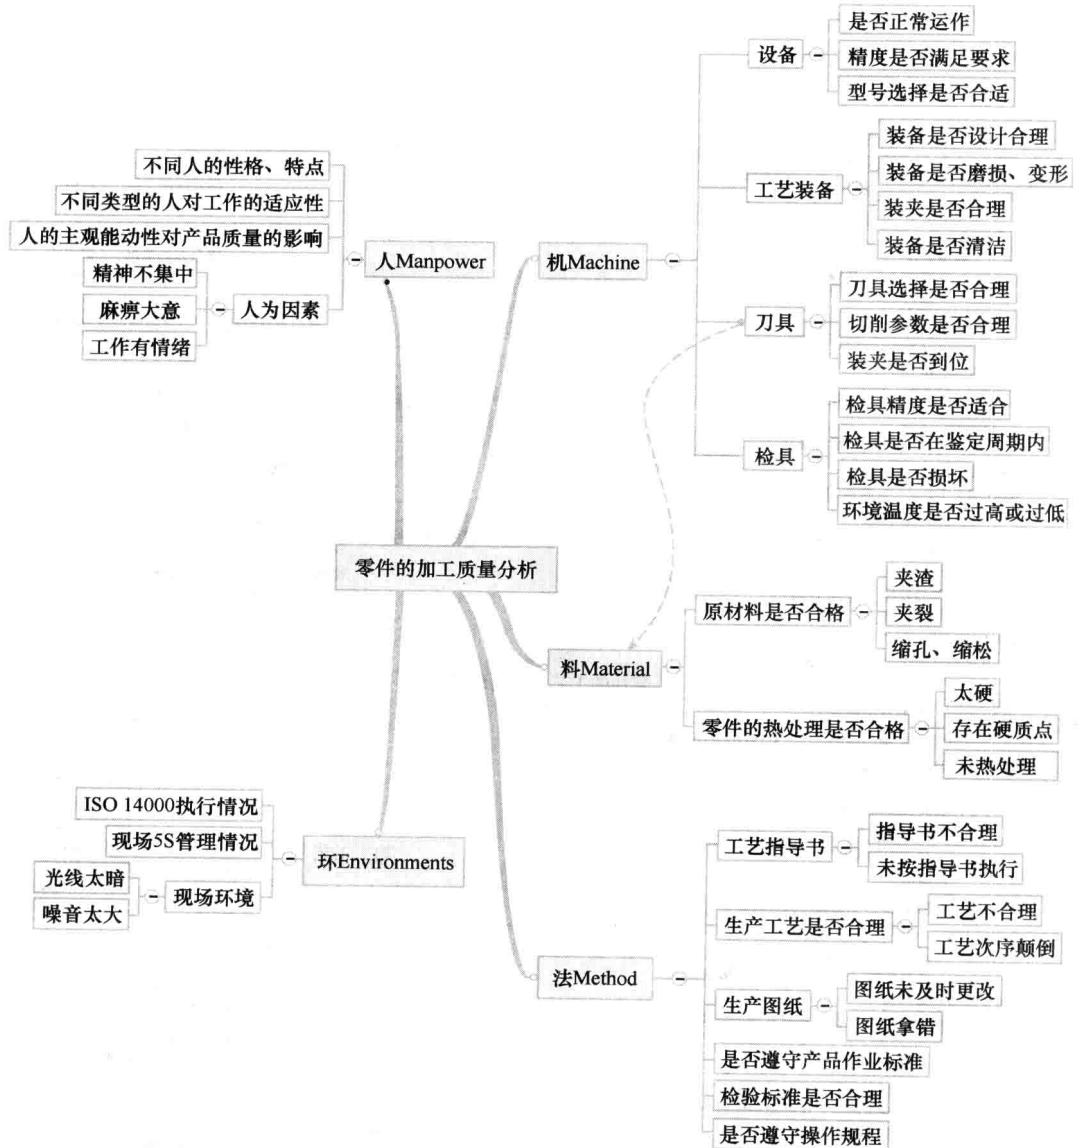 零件的加工质量分析
人Manpower
不同人的性格、特点
不同类型的人对工作的适应性
人的主观能动性对产品质量的影响
人为因素
精神不集中
麻痹大意
工作有情绪
机Machine
设备
是否正常运作
精度是否满足要求
型号选择是否合适
工艺装备
装备是否设计合理
装备是否磨损、变形
装夹是否合理
装备是否清洁
刀具
刀具选择是否合理
切削参数是否合理
装夹是否到位
检具
检具精度是否适合
检具是否在鉴定周期内
检具是否损坏
环境温度是否过高或过低
料Material
原材料是否合格
夹渣
夹裂
缩孔、缩松
零件的热处理是否合格
太硬
存在硬质点
未热处理
法Method
工艺指导书
指导书不合理
未按指导书执行
生产工艺是否合理
工艺不合理
工艺次序颠倒
生产图纸
图纸未及时更改
图纸拿错
是否遵守产品作业标准
检验标准是否合理
是否遵守操作规程
环Environments
ISO 14000执行情况
现场5S管理情况
现场环境
光线太暗
噪音太大